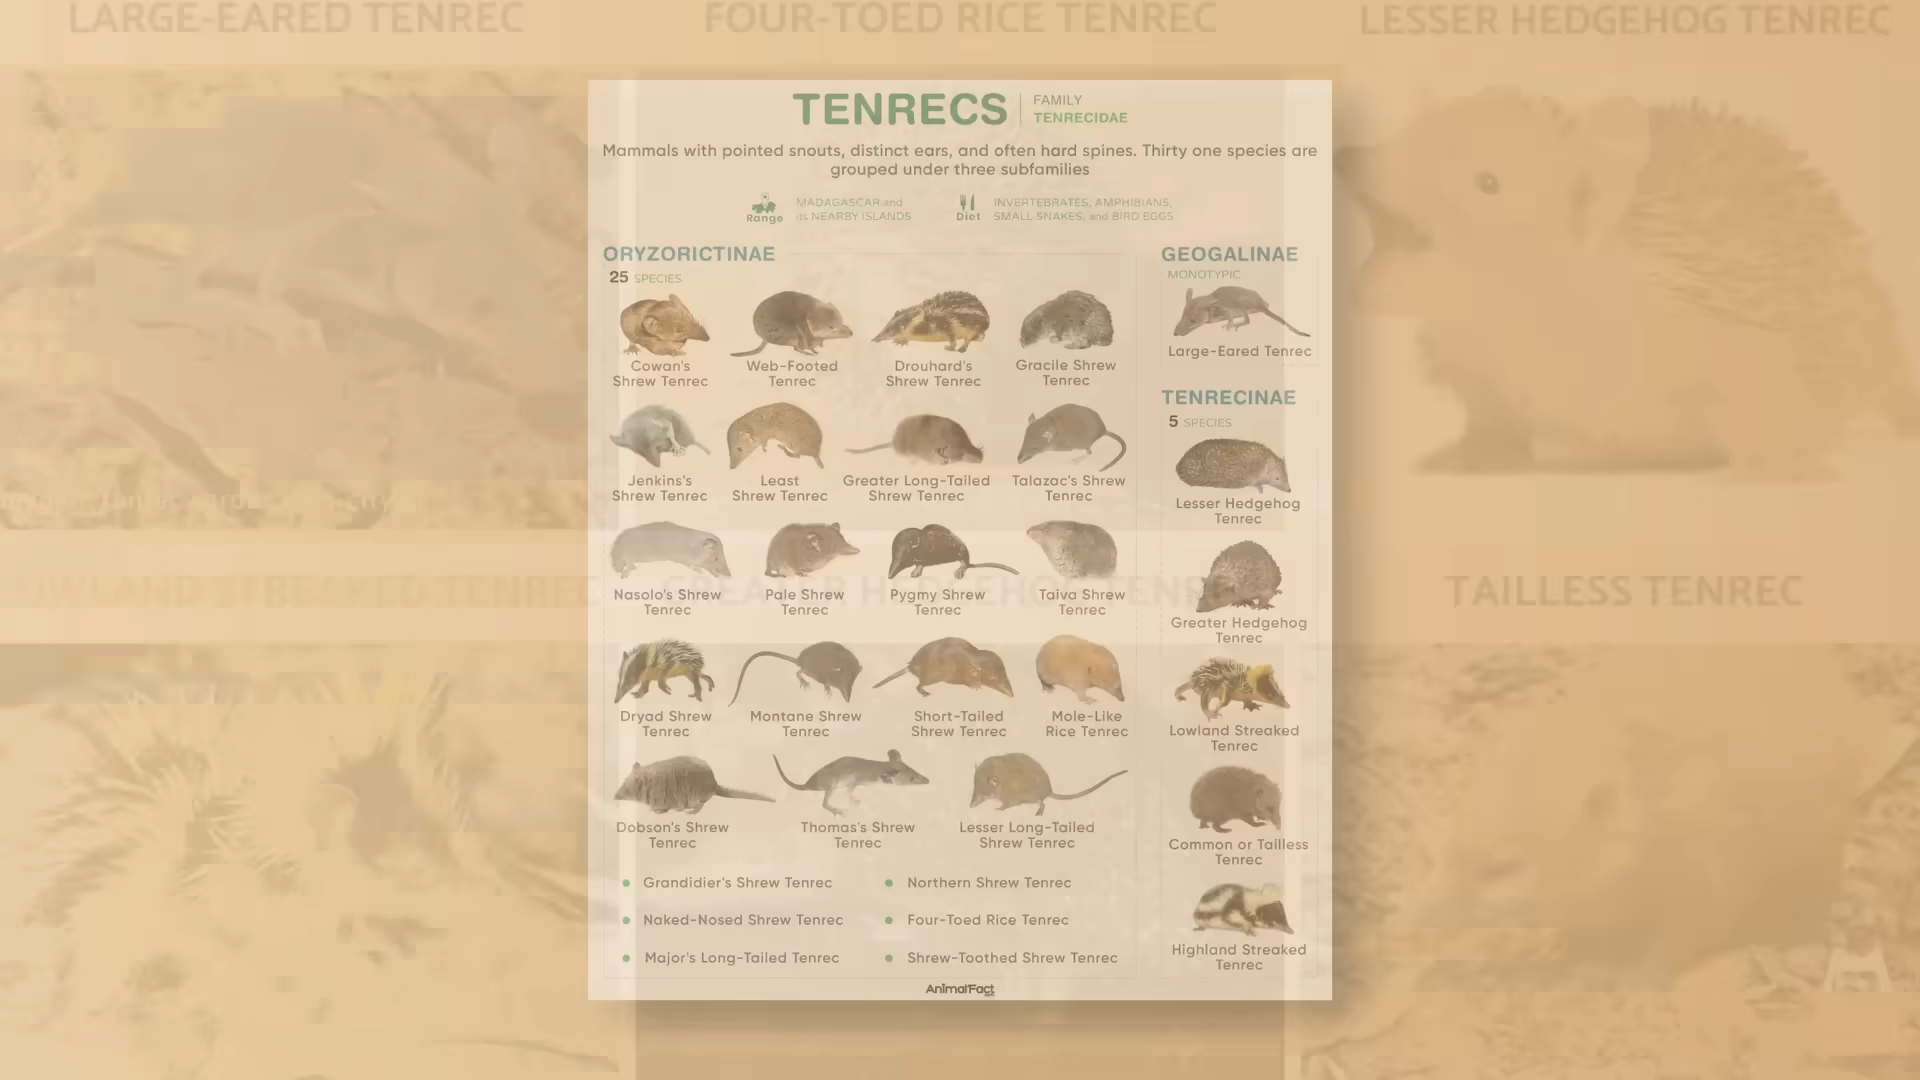 LARGE-EARED TENREC
FOUR-TOED RICE TENREC
LESSER HEDGEHOG TENREC
TENRECS
FAMILY
TENRECIDAE
Mammals with pointed snouts, distinct ears, and often hard spines. Thirty one species are
grouped under three subfamilies
Range
MADAGASCAR and
its NEARBY ISLANDS
Diet
INVERTEBRATES, AMPHIBIANS,
SMALL SNAKES, and BIRD EGGS
ORYZORICTINAE
25 SPECIES
Cowan's
Shrew Tenrec
Web-Footed
Tenrec
Drouhard's
Shrew Tenrec
Gracile Shrew
Tenrec
Jenkins's
Shrew Tenrec
Least
Shrew Tenrec
Greater Long-Tailed
Shrew Tenrec
Talazac's Shrew
Tenrec
Nasolo's Shrew
Tenrec
Pale Shrew
Tenrec
Pygmy Shrew
Tenrec
Taiva Shrew
Tenrec
Dryad Shrew
Tenrec
Montane Shrew
Tenrec
Short-Tailed
Shrew Tenrec
Mole-Like
Rice Tenrec
Dobson's Shrew
Tenrec
Thomas's Shrew
Tenrec
Lesser Long-Tailed
Shrew Tenrec
Grandidier's Shrew Tenrec
Northern Shrew Tenrec
Naked-Nosed Shrew Tenrec
Four-Toed Rice Tenrec
Major's Long-Tailed Tenrec
Shrew-Toothed Shrew Tenrec
GEOGALINAE
MONOTYPIC
Large-Eared Tenrec
TENRECINAE
5 SPECIES
Lesser Hedgehog
Tenrec
Greater Hedgehog
Tenrec
Lowland Streaked
Tenrec
Common or Tailless
Tenrec
Highland Streaked
Tenrec
AnimalFact
OWLAND STREAKED TENREC
GREATER HEDGEHOG TENREC
TAILLESS TENREC